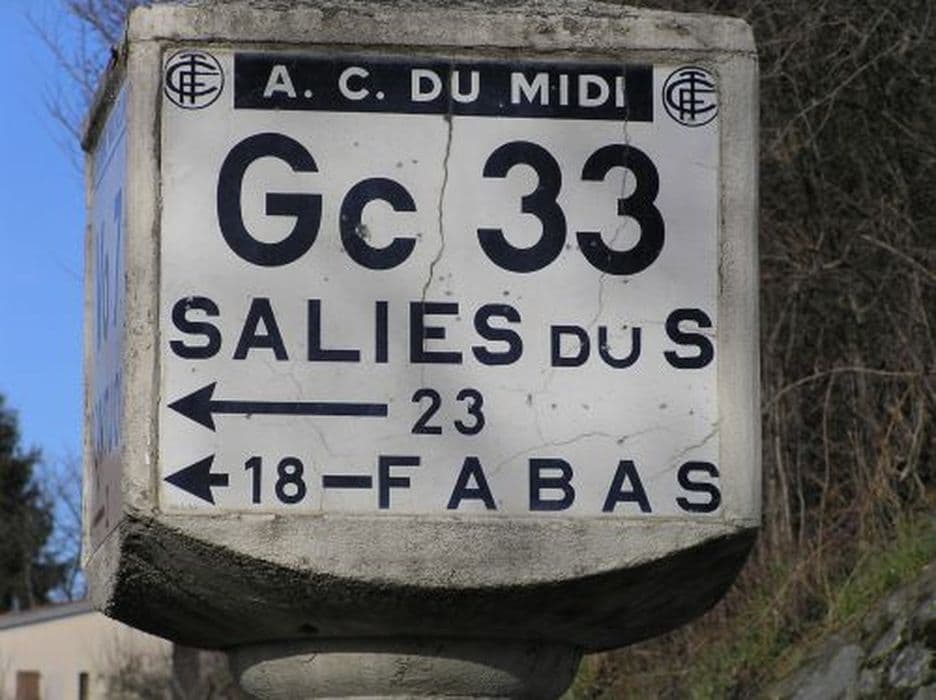 A. C. DU MIDI
Gc 33
SALIES DU S
23
18 FABAS